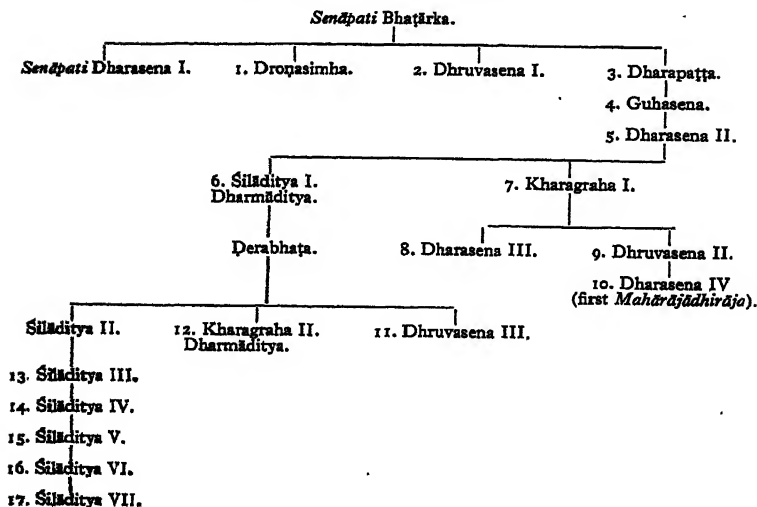 Senāpati Bhaṭārka.
Senāpati Dharasena I. 1. Droṇasimha. 2. Dhruvasena I. 3. Dharapatta.
4. Guhasena.
5. Dharasena II.
6. Śilāditya I. 7. Kharagraha I.
Dharmāditya.
Ḍerabhaṭa. 8. Dharasena III. 9. Dhruvasena II.
10. Dharasena IV
(first Mahārājādhirāja).
Śilāditya II. 12. Kharagraha II. 11. Dhruvasena III.
Dharmāditya.
13. Śilāditya III.
14. Śilāditya IV.
15. Śilāditya V.
16. Śilāditya VI.
17. Śilāditya VII.